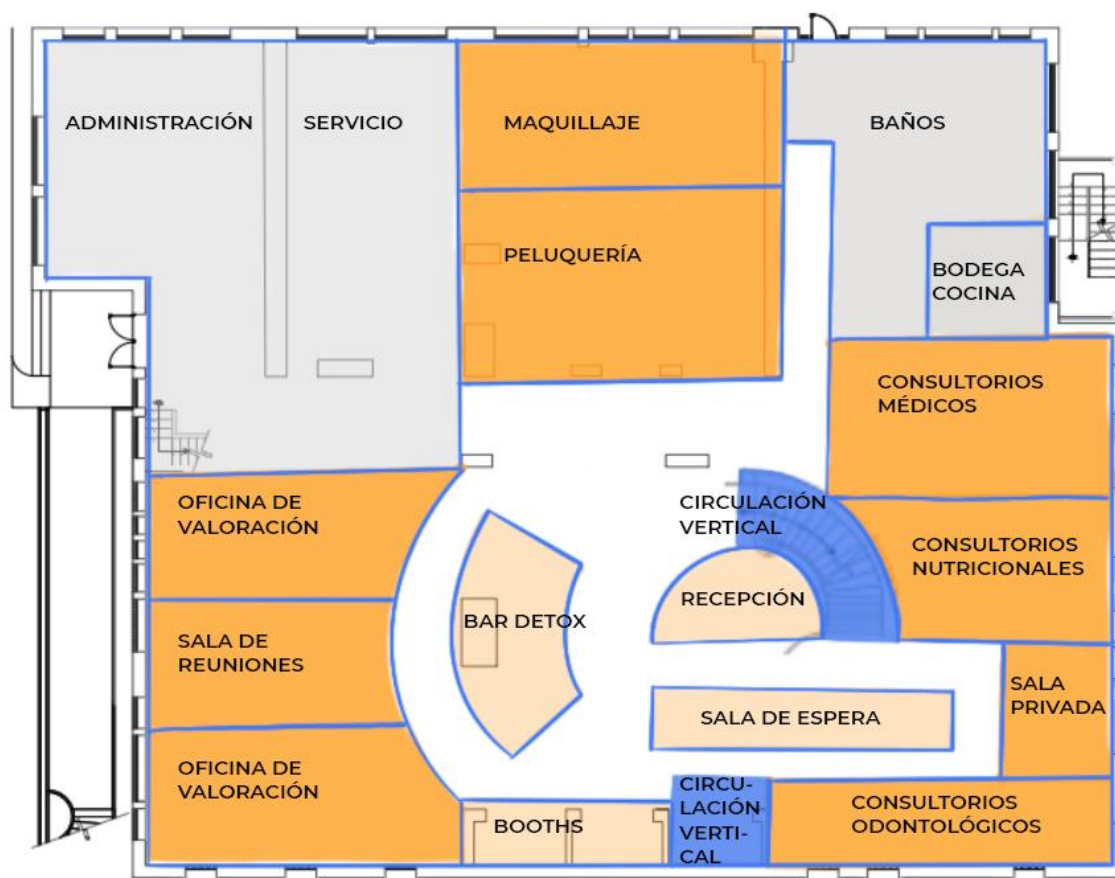 ADMINISTRACIÓN
SERVICIO
MAQUILLAJE
BAÑOS
PELUQUERÍA
BODEGA
COCINA
CONSULTORIOS
MÉDICOS
OFICINA DE
VALORACIÓN
CIRCULACIÓN
VERTICAL
CONSULTORIOS
NUTRICIONALES
RECEPCIÓN
BAR DETOX
SALA DE
REUNIONES
SALA
PRIVADA
SALA DE ESPERA
OFICINA DE
VALORACIÓN
CIRCU-
LACIÓN
VERTI-
CAL
BOOTHS
CONSULTORIOS
ODONTOLÓGICOS